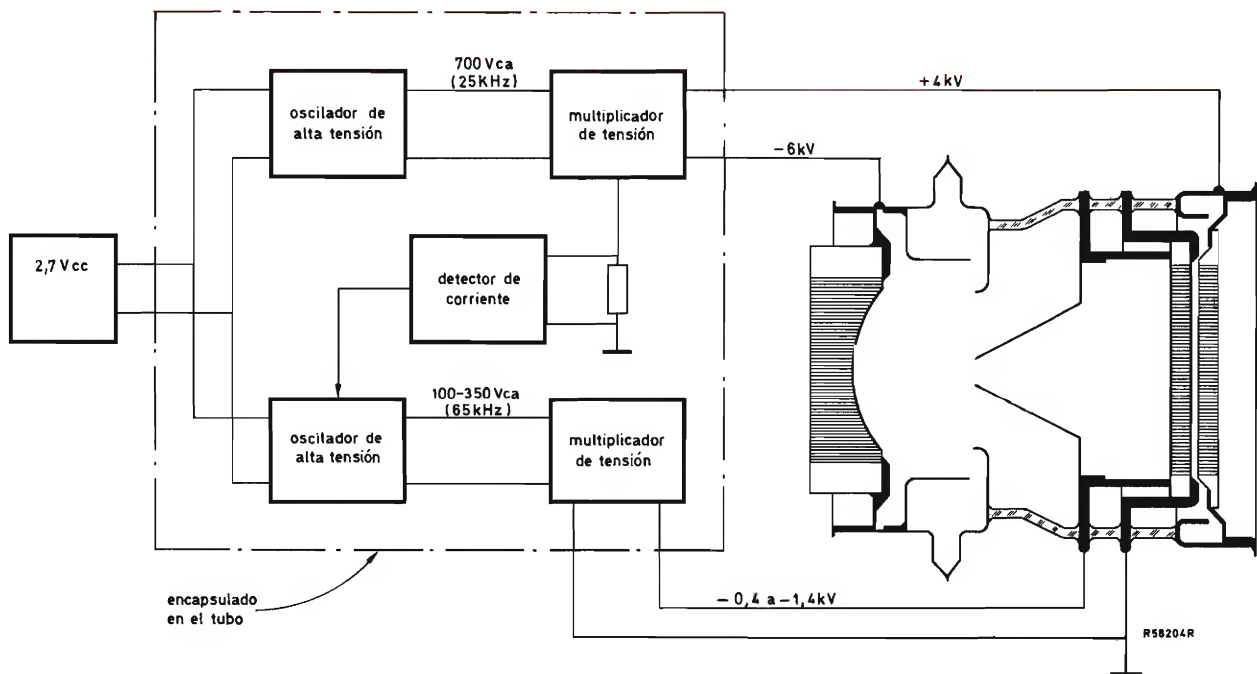 700 Vca
(25KHz)
oscilador de
alta tensión
multiplicador
de tensión
+4kV
-6kV
2,7 Vcc
detector de
corriente
100-350 Vca
(65kHz)
oscilador de
alta tensión
multiplicador
de tensión
encapsulado
en el tubo
- 0,4 a -1,4kV
R58204R